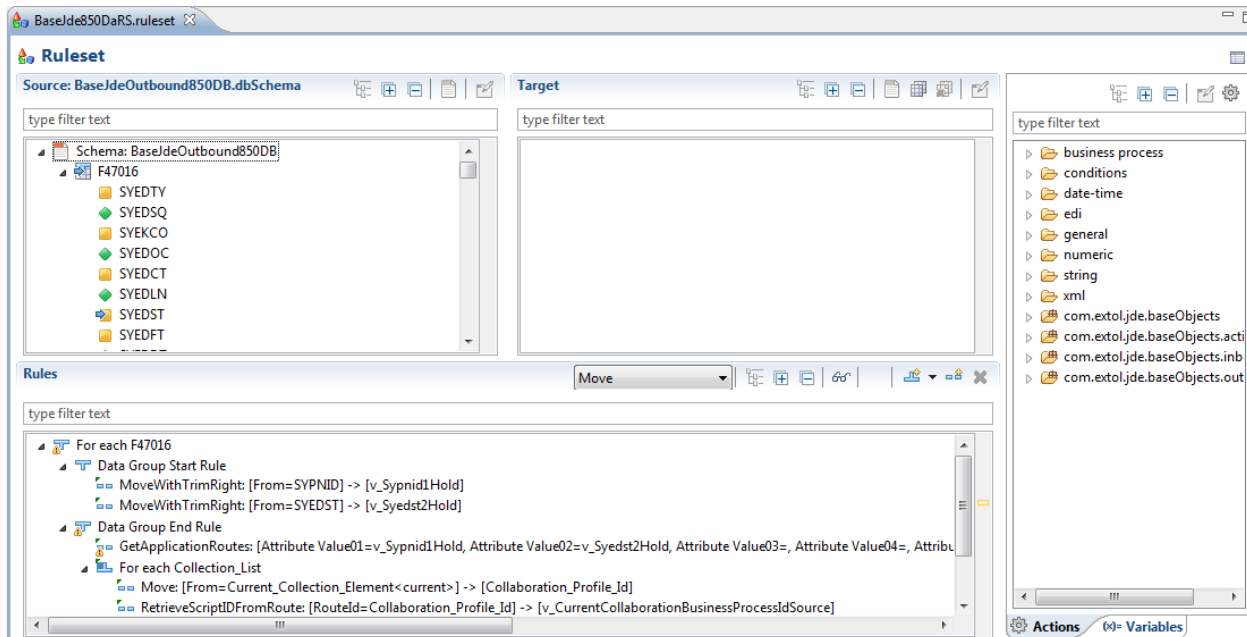 BaseJde850DaRS.ruleset
Ruleset
Source: BaseJdeOutbound850DB.dbSchema
type filter text
Schema: BaseJdeOutbound850DB
F47016
SYEDTY
SYEDSQ
SYEKCO
SYEDOC
SYEDCT
SYEDLN
SYEDST
SYEDFT
Target
type filter text
type filter text
business process
conditions
date-time
edi
general
numeric
string
xml
com.extol.jde.baseObjects
com.extol.jde.baseObjects.acti
com.extol.jde.baseObjects.inb
com.extol.jde.baseObjects.out
Actions
(x)= Variables
Rules
Move
type filter text
For each F47016
Data Group Start Rule
MoveWithTrimRight: [From=SYPNID] -> [v_Sypnid1Hold]
MoveWithTrimRight: [From=SYEDST] -> [v_Syedst2Hold]
Data Group End Rule
GetApplicationRoutes: [Attribute Value01=v_Sypnid1Hold, Attribute Value02=v_Syedst2Hold, Attribute Value03=, Attribute Value04=, Attribu
For each Collection_List
Move: [From=Current_Collection_Element<current>] -> [Collaboration_Profile_Id]
RetrieveScriptIDFromRoute: [RouteId=Collaboration_Profile_Id] -> [v_CurrentCollaborationBusinessProcessIdSource]